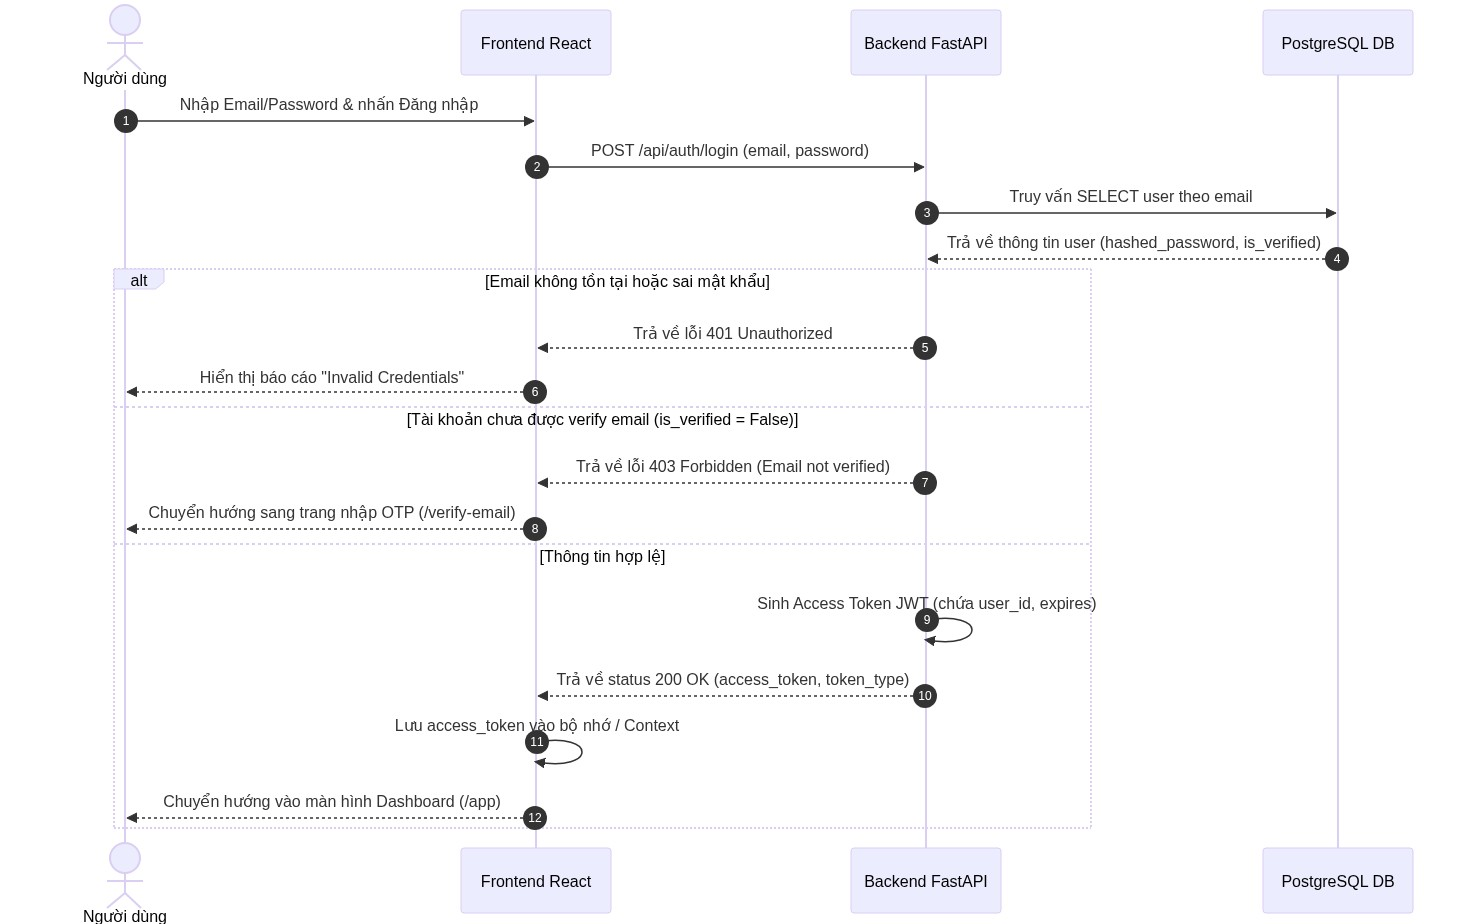 Người dùng
Frontend React
Backend FastAPI
PostgreSQL DB
Nhập Email/Password & nhấn Đăng nhập
1
POST /api/auth/login (email, password)
2
Truy vấn SELECT user theo email
3
Trả về thông tin user (hashed_password, is_verified)
4
alt
[Email không tồn tại hoặc sai mật khẩu]
Trả về lỗi 401 Unauthorized
5
Hiển thị báo cáo "Invalid Credentials"
6
[Tài khoản chưa được verify email (is_verified = False)]
Trả về lỗi 403 Forbidden (Email not verified)
7
Chuyển hướng sang trang nhập OTP (/verify-email)
8
[Thông tin hợp lệ]
Sinh Access Token JWT (chứa user_id, expires)
9
Trả về status 200 OK (access_token, token_type)
10
Lưu access_token vào bộ nhớ / Context
11
Chuyển hướng vào màn hình Dashboard (/app)
12
Người dùng
Frontend React
Backend FastAPI
PostgreSQL DB